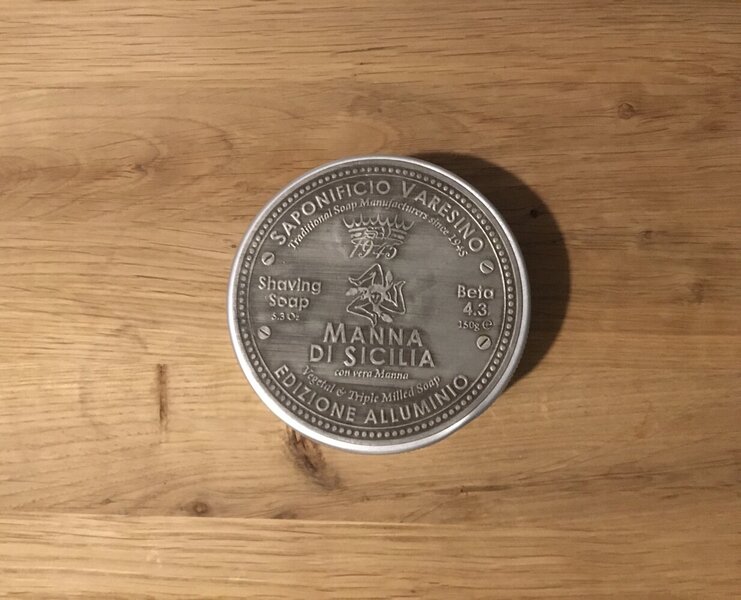 SAPONIFICIO VARESINO
Traditional Soap Manufacturers since 1945
1945
Shaving
Soap
5.3 Oz
Beta
4.3
150g e
MANNA
DI SICILIA
con vera Manna
Vegetal & Triple Milled Soap
EDIZIONE ALLUMINIO